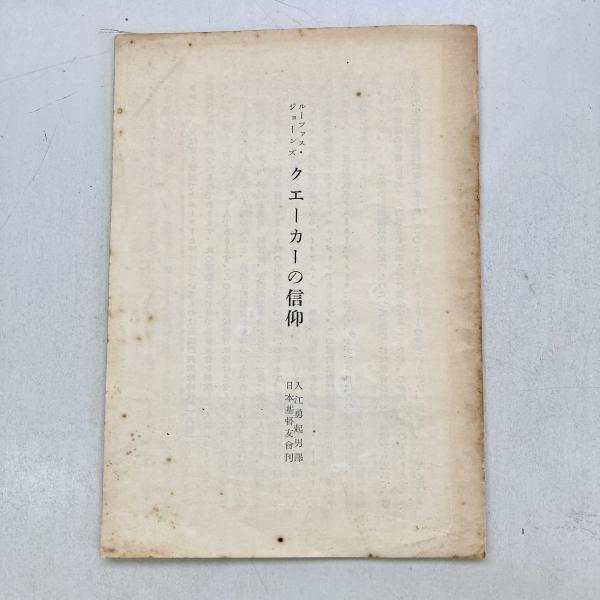 ルーファス・
ジョーンズ
クエーカーの信仰
入江勇起男譯
日本基督友會刊